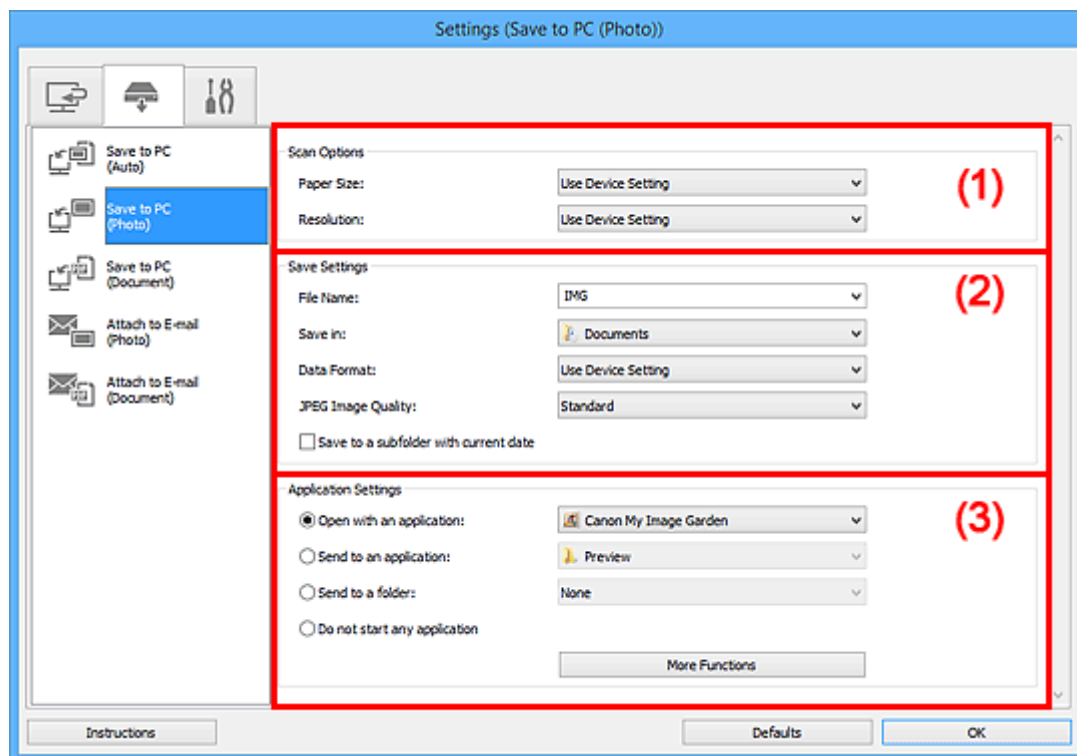 Settings (Save to PC (Photo))
Save to PC
(Auto)
Save to PC
(Photo)
Save to PC
(Document)
Attach to E-mail
(Photo)
Attach to E-mail
(Document)
Scan Options
(1)
Paper Size: Use Device Setting
Resolution: Use Device Setting
Save Settings
(2)
File Name: IMG
Save in: Documents
Data Format: Use Device Setting
JPEG Image Quality: Standard
Save to a subfolder with current date
Application Settings
(3)
Open with an application: Canon My Image Garden
Send to an application: Preview
Send to a folder: None
Do not start any application
More Functions
Instructions Defaults OK